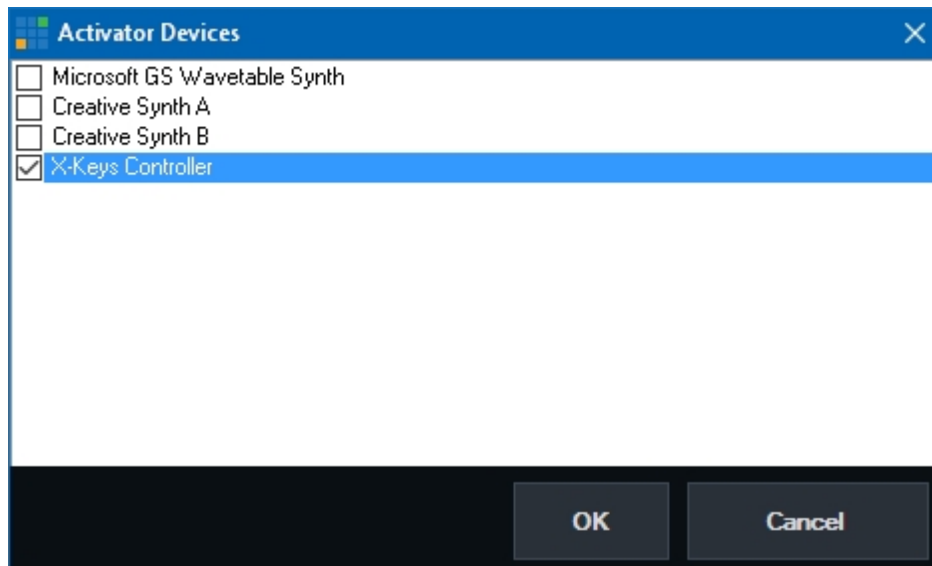 Activator Devices
Microsoft GS Wavetable Synth
Creative Synth A
Creative Synth B
X-Keys Controller
OK Cancel